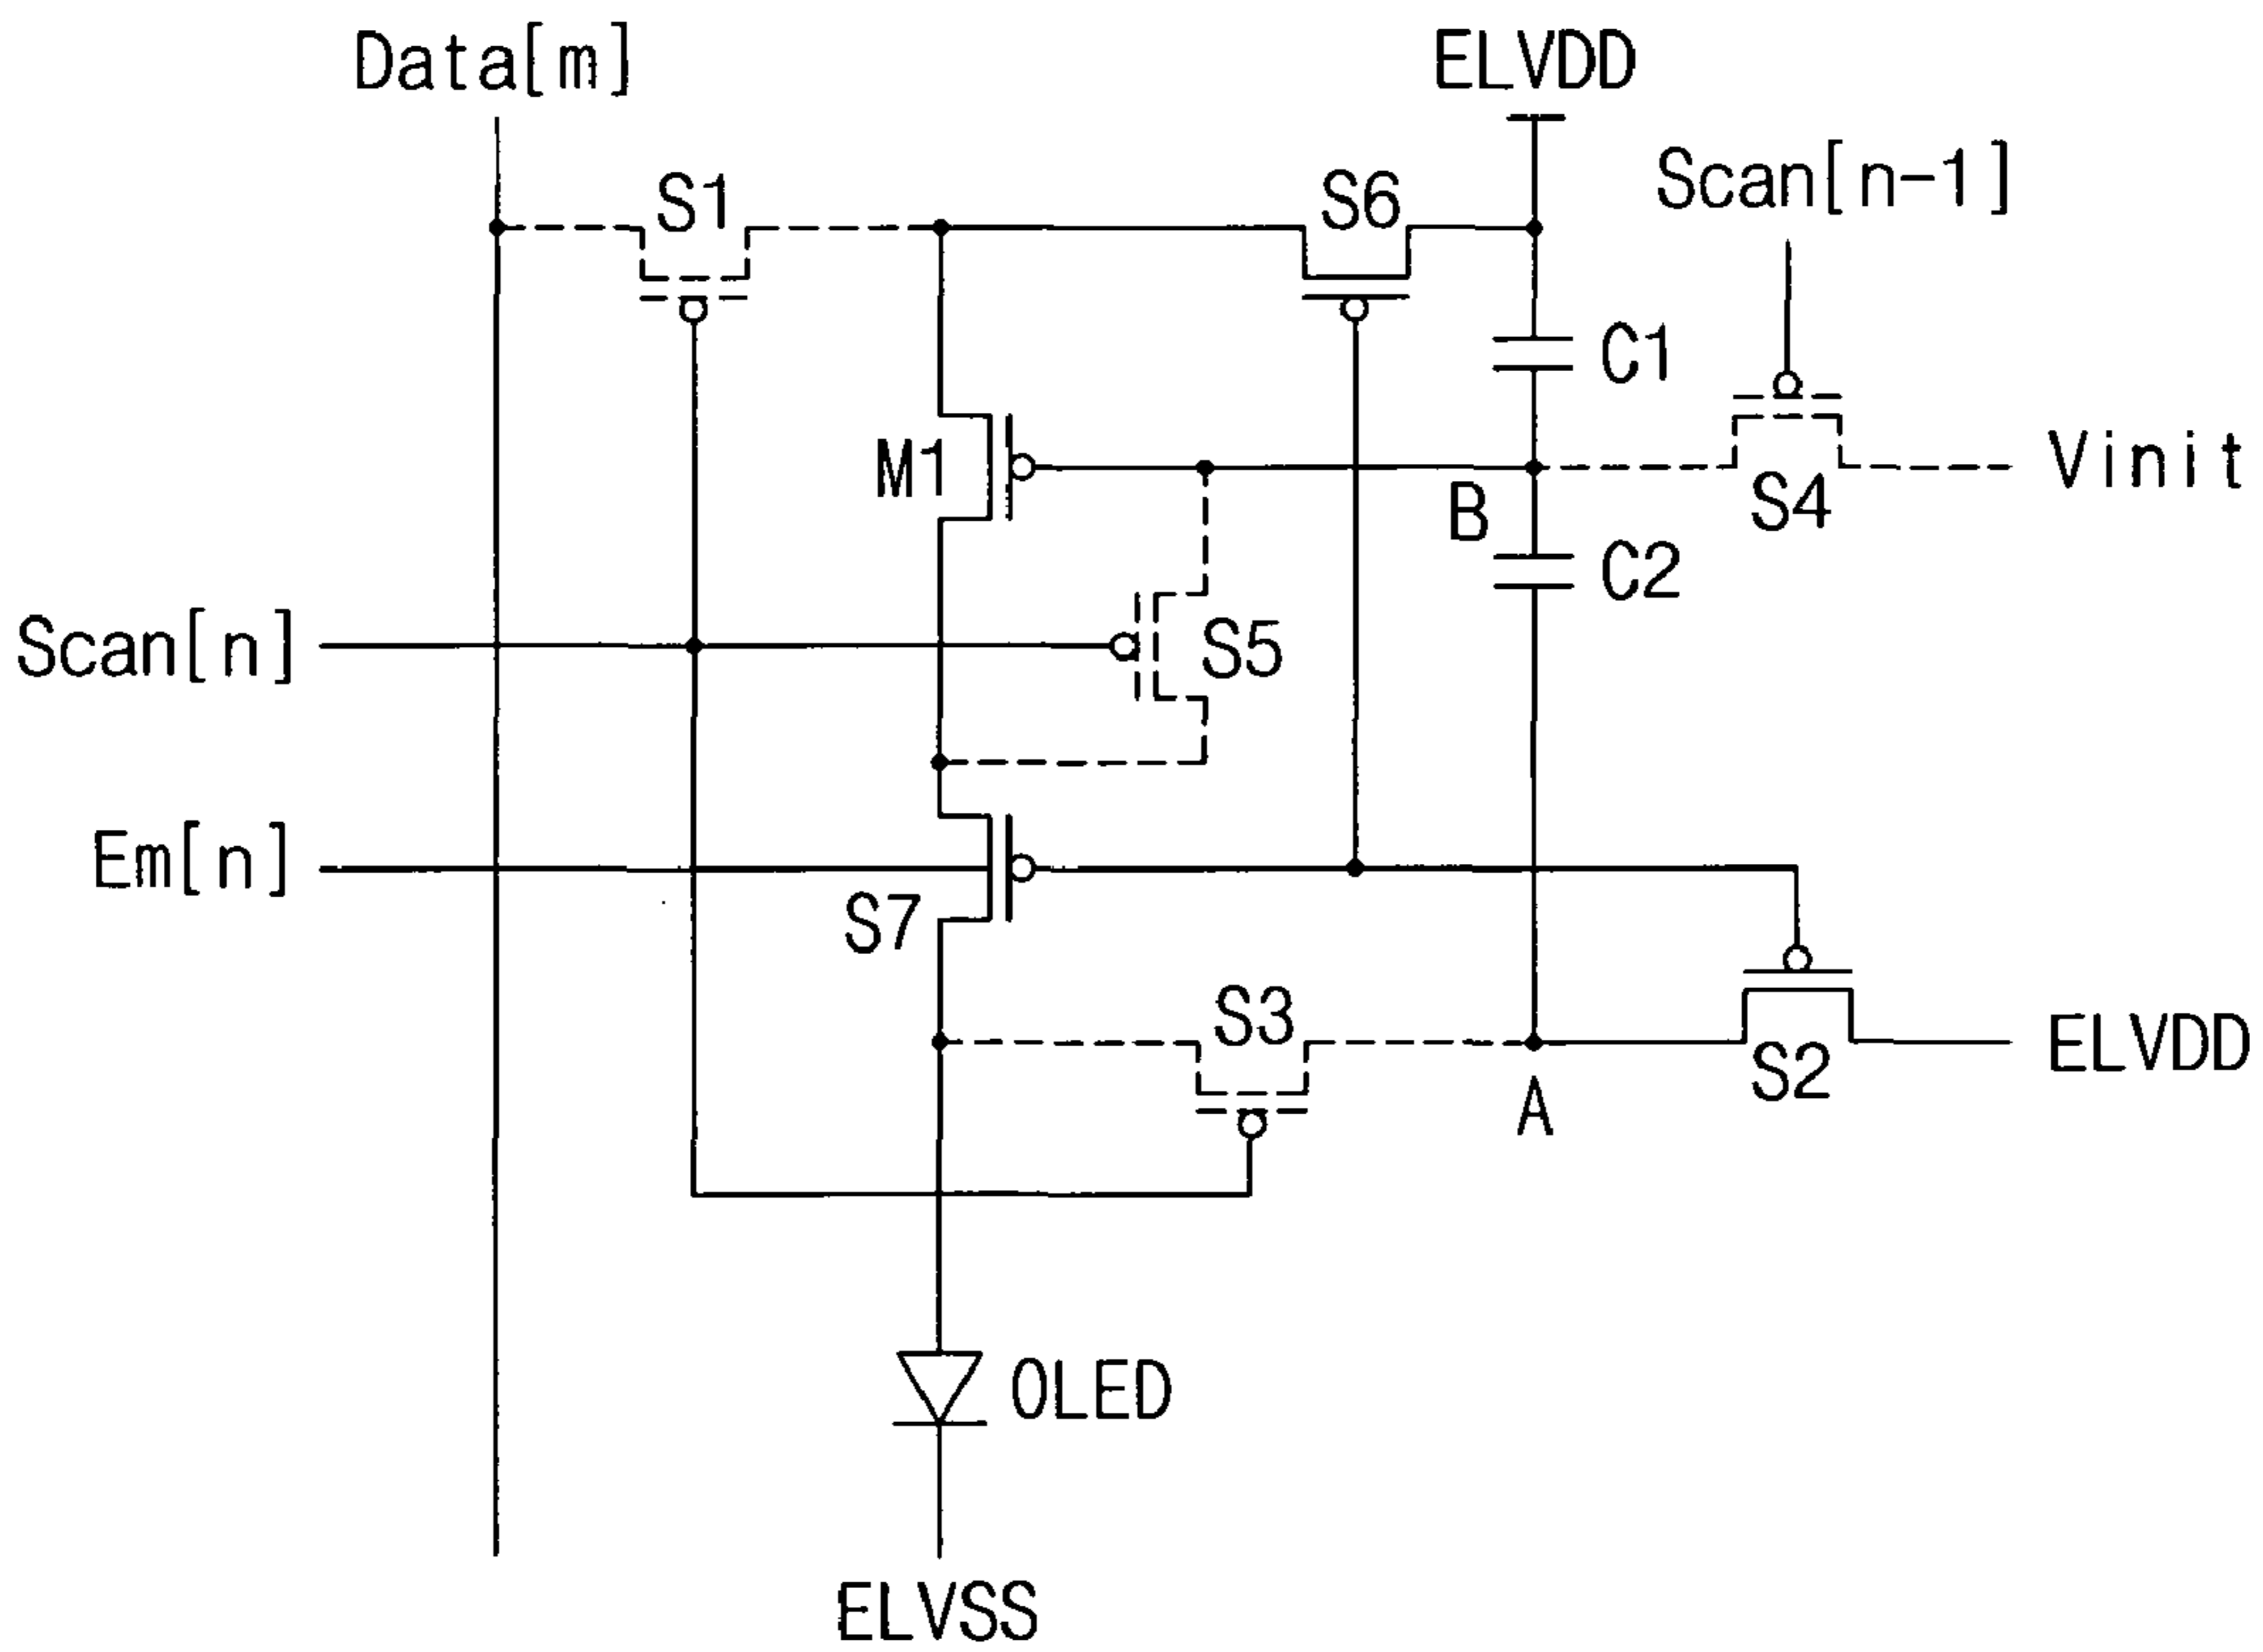 Data[m]
ELVDD
Scan[n-1]
S1
S6
C1
M1
B
S4
Vinit
C2
Scan[n]
S5
Em[n]
S7
S3
A
S2
ELVDD
OLED
ELVSS